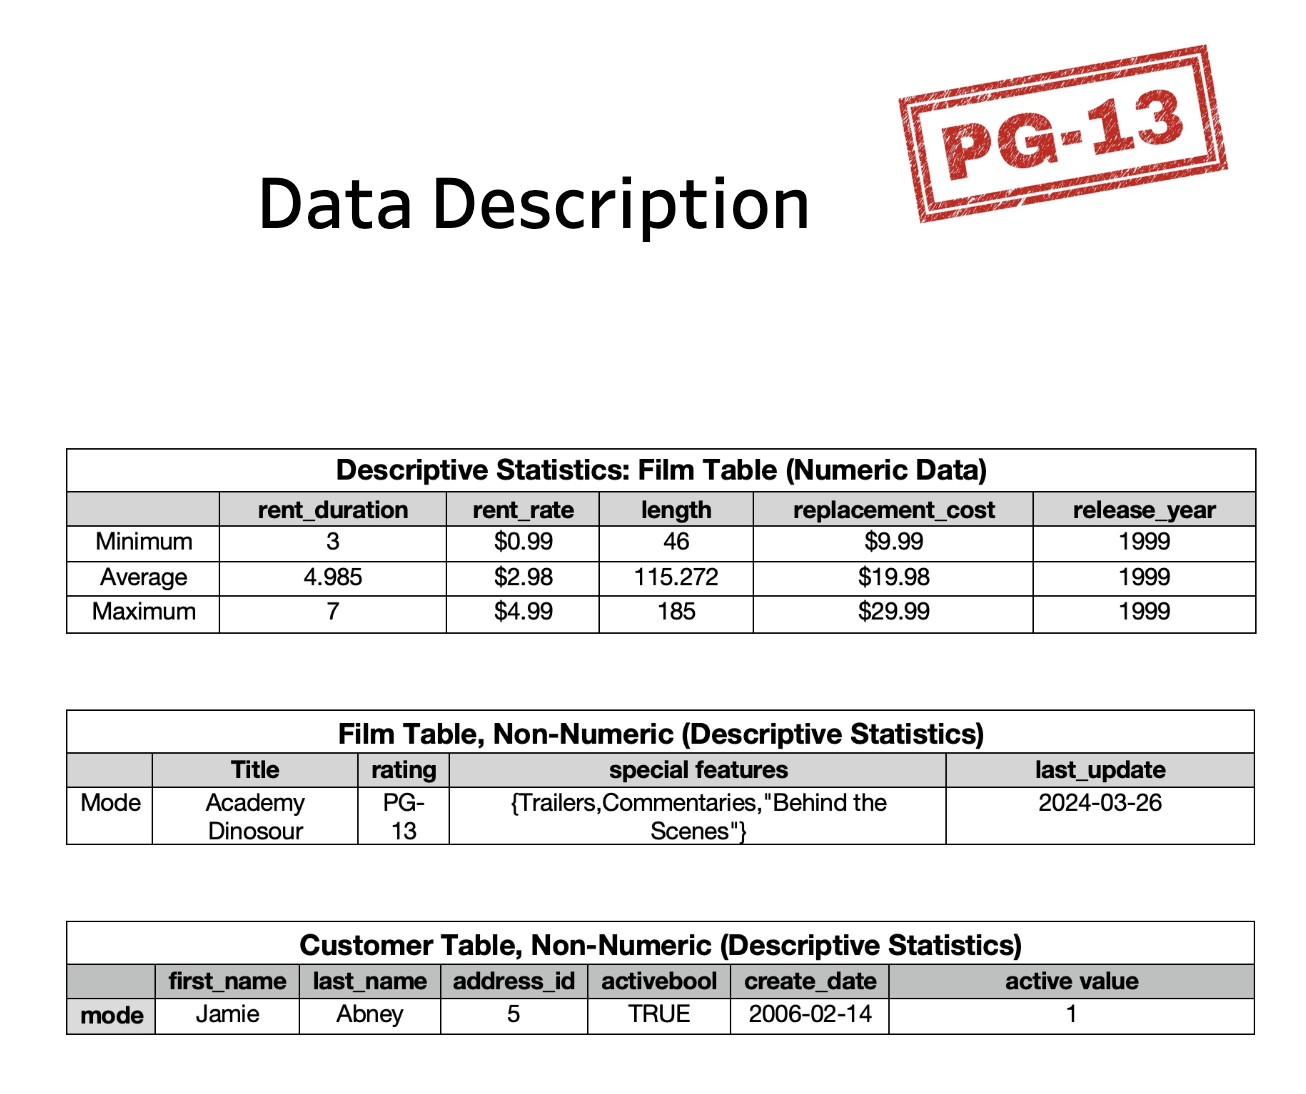 PG-13
Data Description
Descriptive Statistics: Film Table (Numeric Data)
rent_duration rent_rate length replacement_cost release_year
Minimum 3 $0.99 46 $9.99 1999
Average 4.985 $2.98 115.272 $19.98 1999
Maximum 7 $4.99 185 $29.99 1999
Film Table, Non-Numeric (Descriptive Statistics)
Title rating special features last_update
Mode Academy PG- {Trailers,Commentaries,"Behind the 2024-03-26
Dinosour 13 Scenes"}
Customer Table, Non-Numeric (Descriptive Statistics)
first_name last_name address_id activebool create_date active value
mode Jamie Abney 5 TRUE 2006-02-14 1